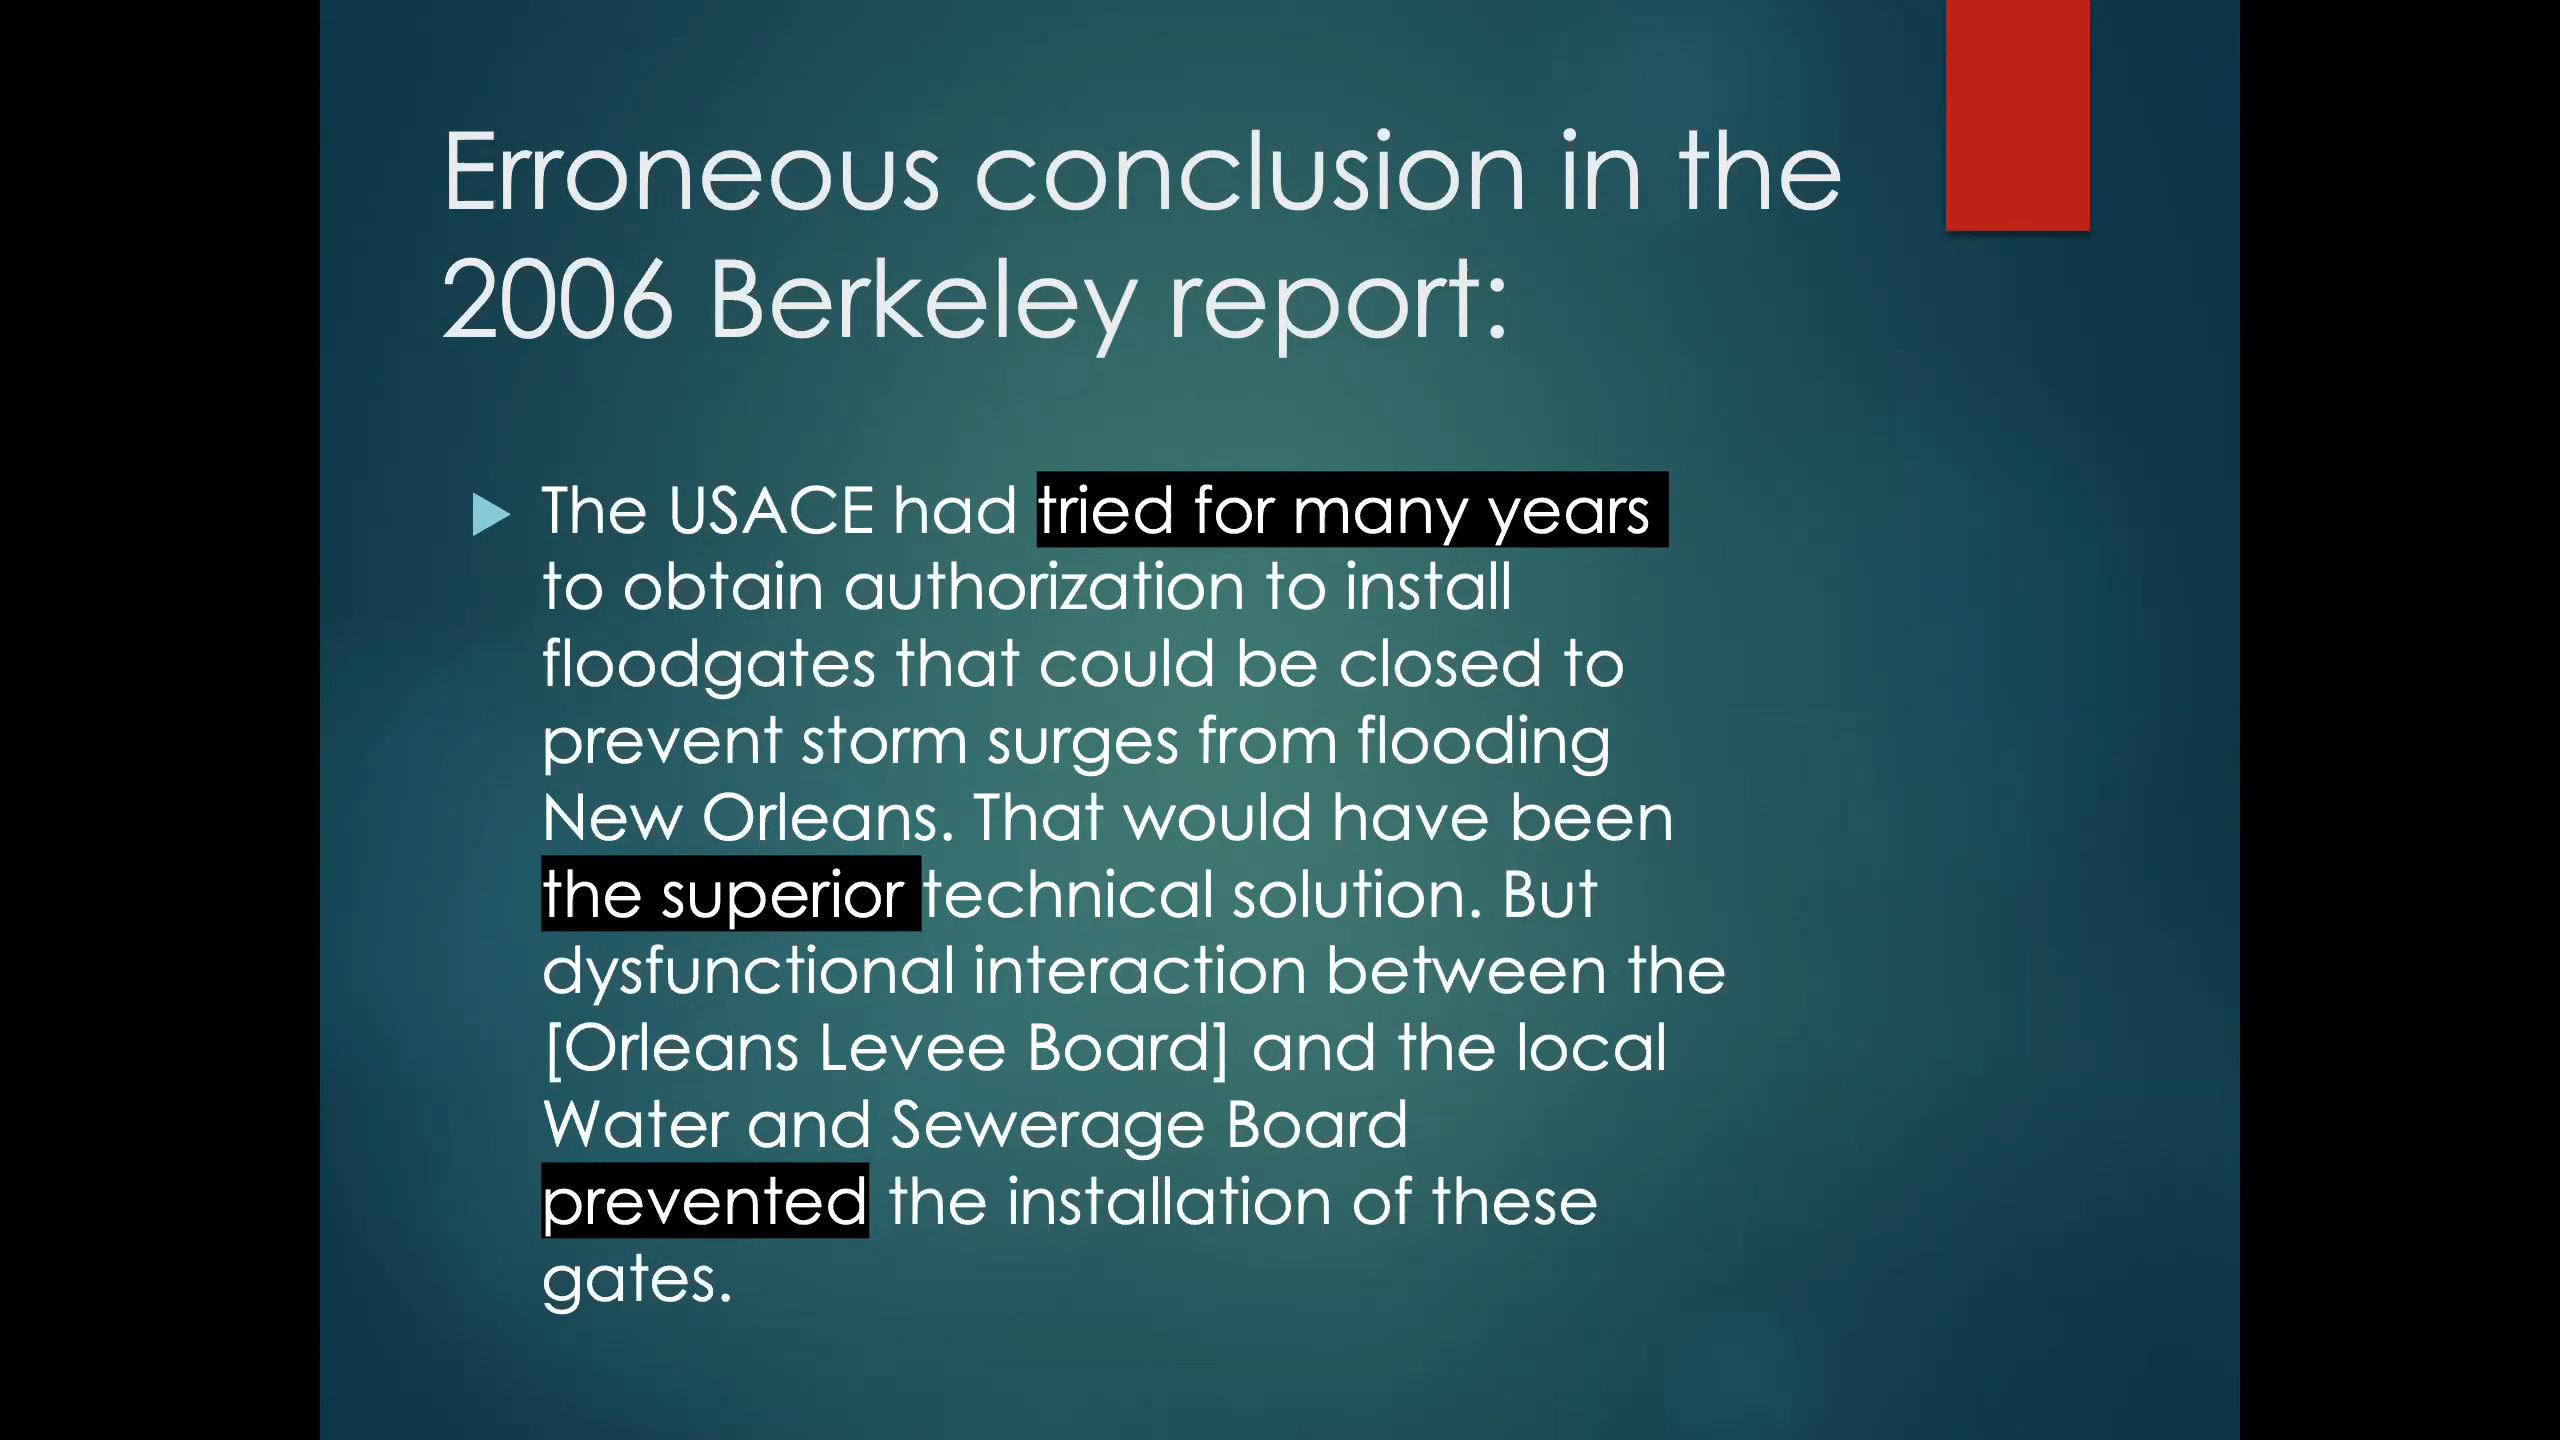 Erroneous conclusion in the
2006 Berkeley report:
The USACE had tried for many years
to obtain authorization to install
floodgates that could be closed to
prevent storm surges from flooding
New Orleans. That would have been
the superior technical solution. But
dysfunctional interaction between the
[Orleans Levee Board] and the local
Water and Sewerage Board
prevented the installation of these
gates.